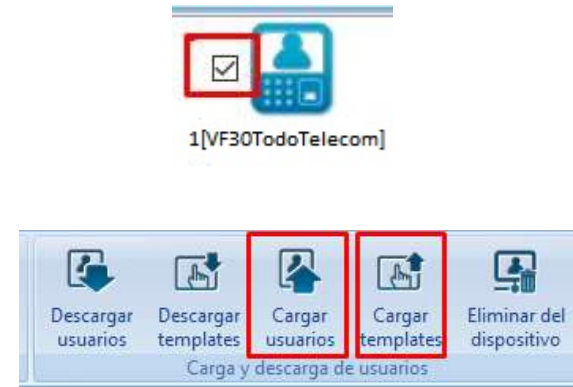 1[VF30TodoTelecom]
Descargar usuarios
Descargar templates
Cargar usuarios
Cargar templates
Eliminar del dispositivo
Carga y descarga de usuarios